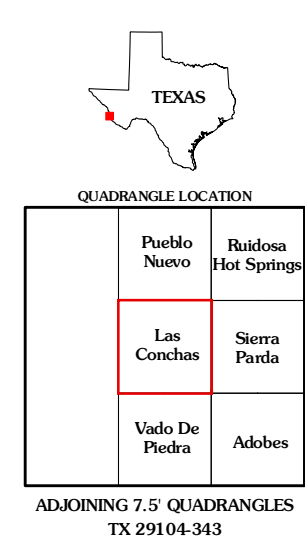 TEXAS
QUADRANGLE LOCATION
Pueblo
Nuevo
Ruidosa
Hot Springs
Las
Conchas
Sierra
Parda
Vado De
Piedra
Adobes
ADJOINING 7.5' QUADRANGLES
TX 29104-343